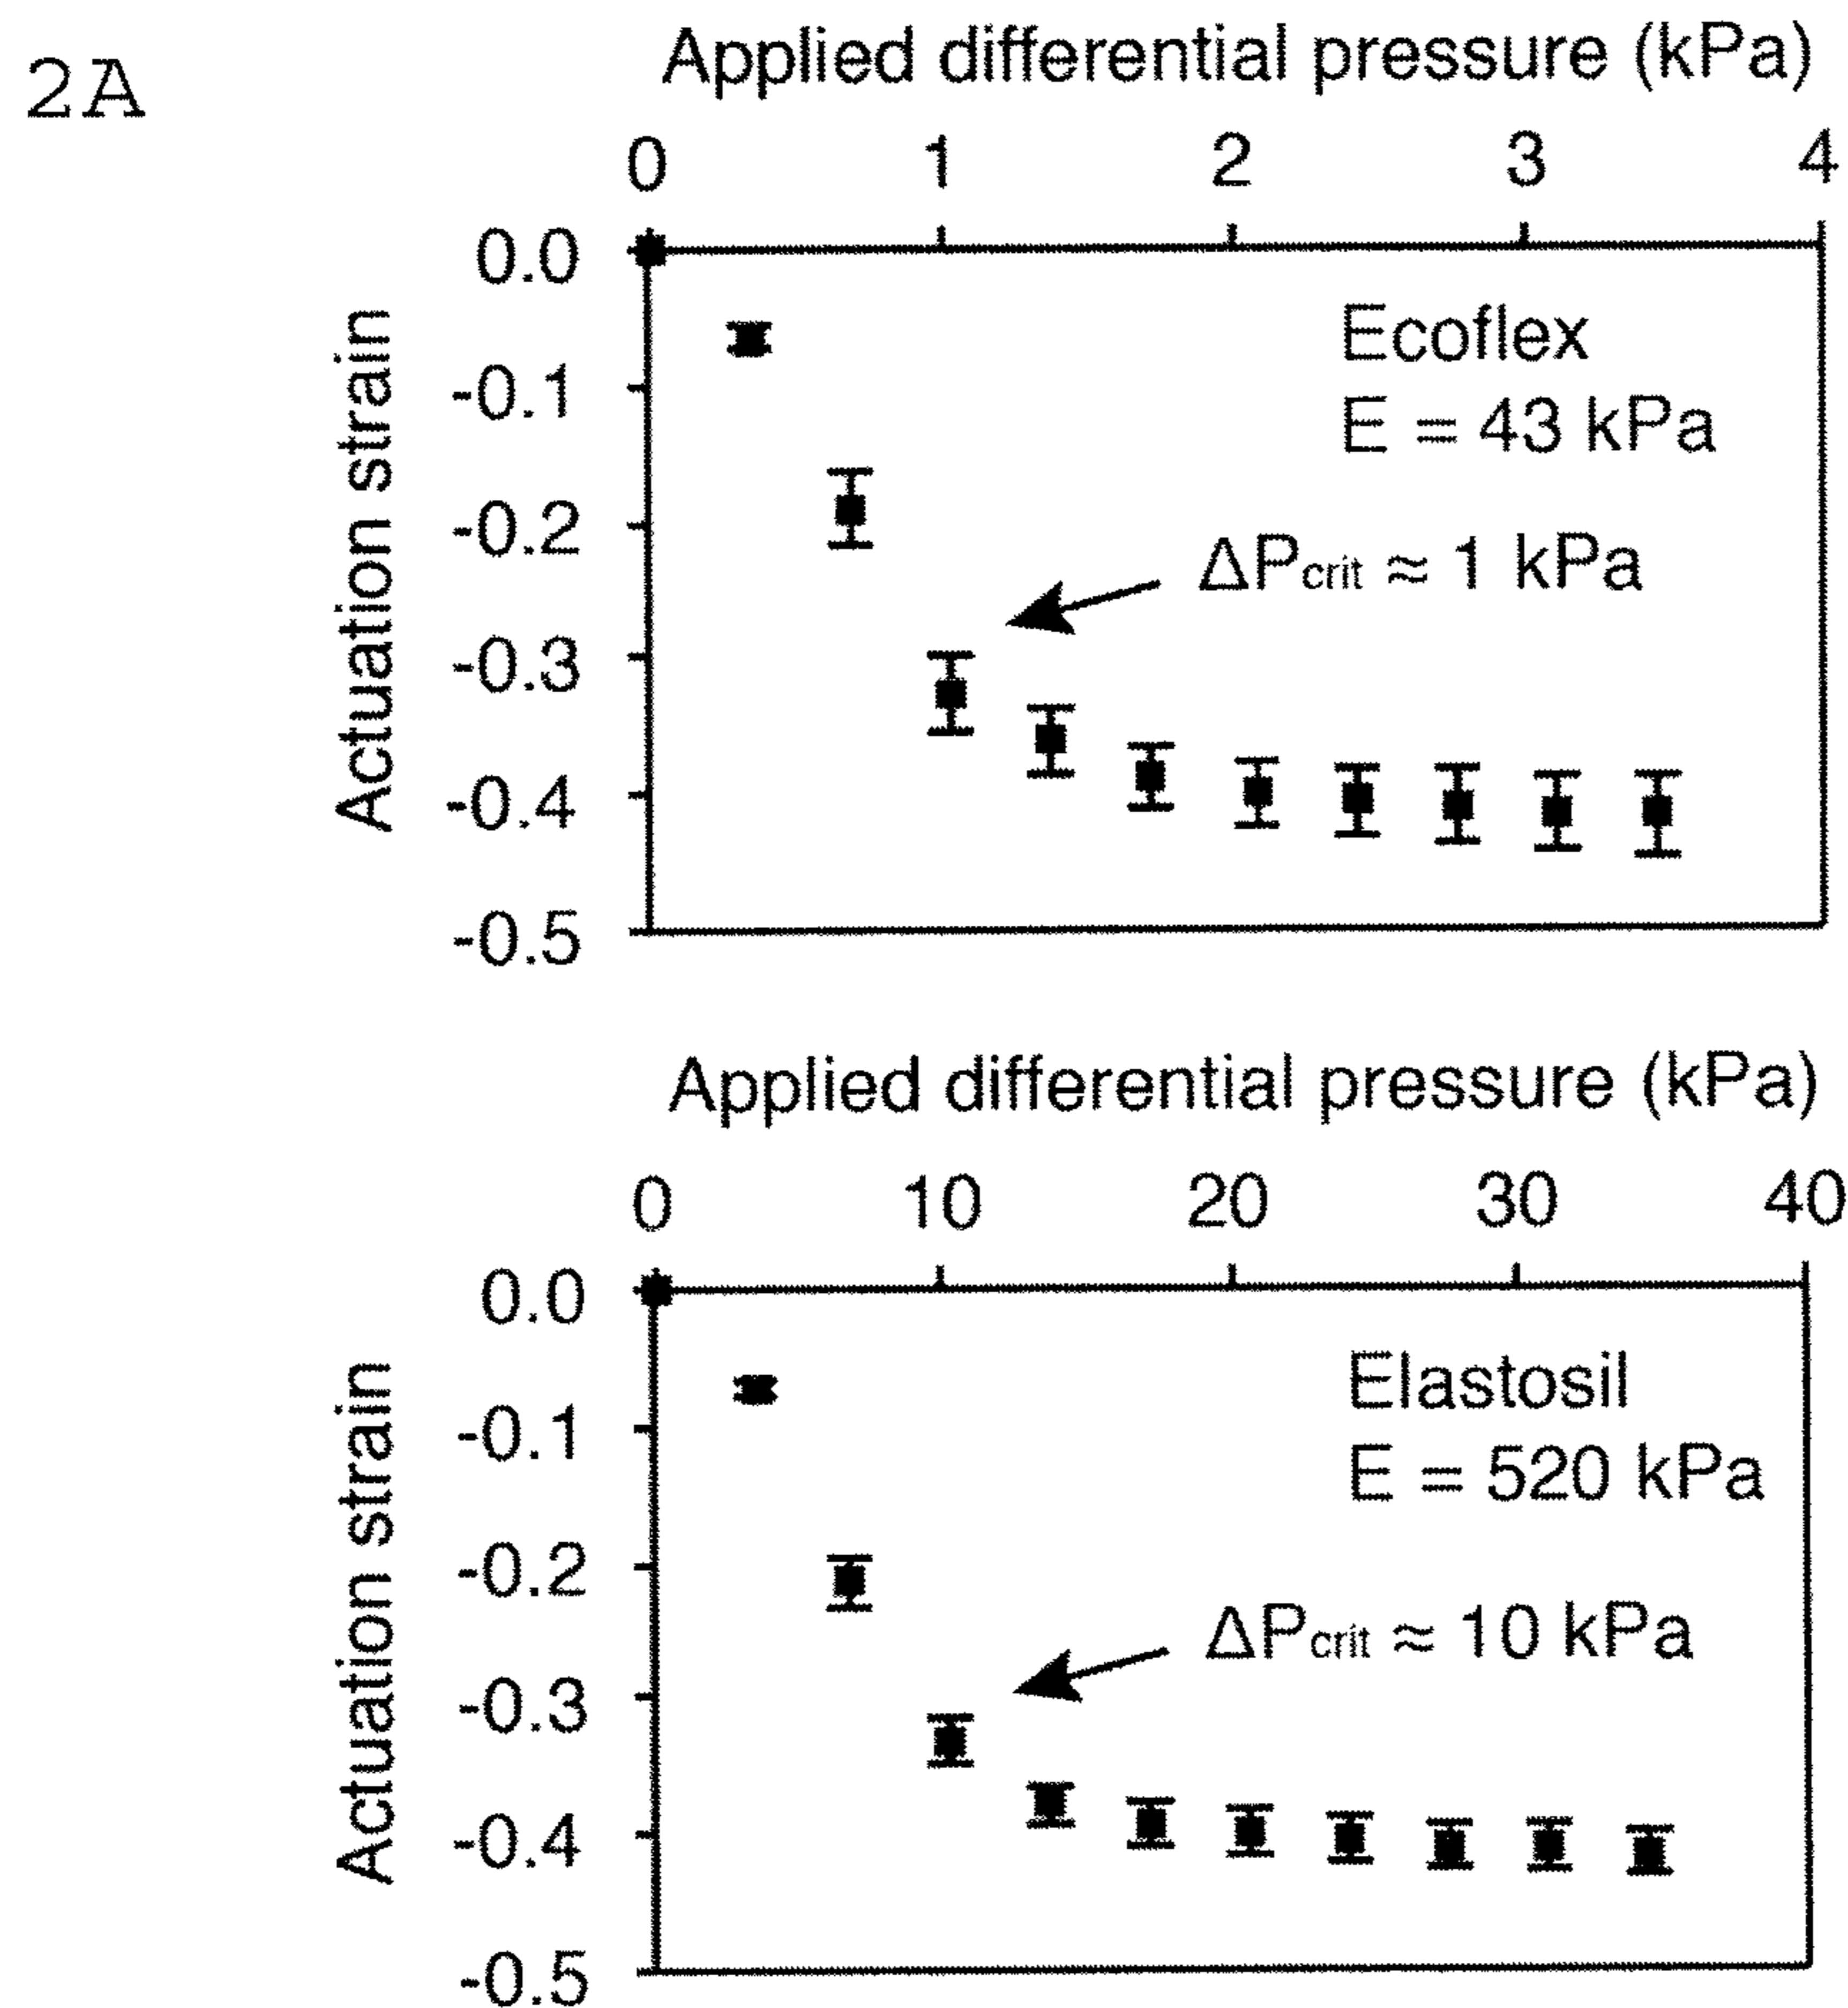 2A
Applied differential pressure (kPa)
0 1 2 3 4
0.0
-0.1
-0.2
-0.3
-0.4
-0.5
Actuation strain
Ecoflex
E = 43 kPa
ΔPcrit ≈ 1 kPa
Applied differential pressure (kPa)
0 10 20 30 40
0.0
-0.1
-0.2
-0.3
-0.4
-0.5
Actuation strain
Elastosil
E = 520 kPa
ΔPcrit ≈ 10 kPa